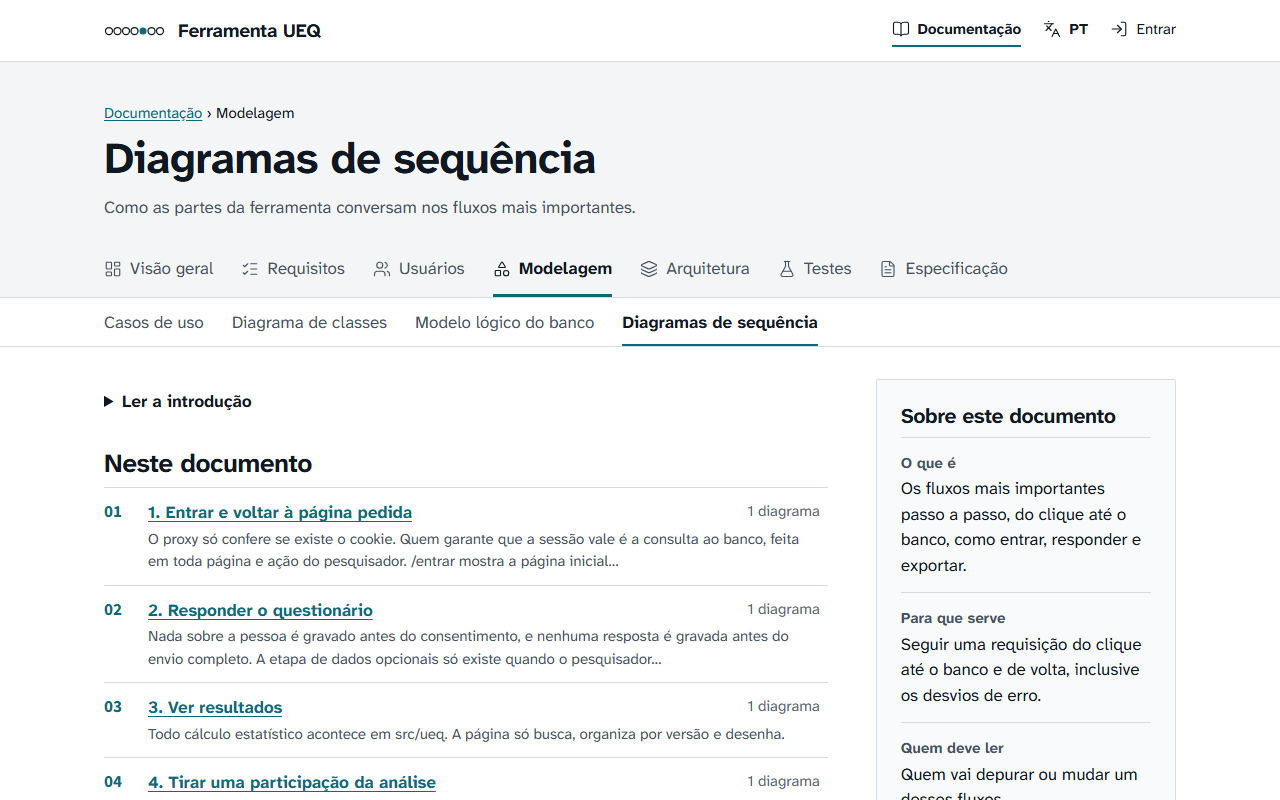 Ferramenta UEQ
Documentação
PT
Entrar
Documentação › Modelagem
Diagramas de sequência
Como as partes da ferramenta conversam nos fluxos mais importantes.
Visão geral
Requisitos
Usuários
Modelagem
Arquitetura
Testes
Especificação
Casos de uso
Diagrama de classes
Modelo lógico do banco
Diagramas de sequência
Ler a introdução
Neste documento
01 1. Entrar e voltar à página pedida 1 diagrama
O proxy só confere se existe o cookie. Quem garante que a sessão vale é a consulta ao banco, feita
em toda página e ação do pesquisador. /entrar mostra a página inicial…
02 2. Responder o questionário 1 diagrama
Nada sobre a pessoa é gravado antes do consentimento, e nenhuma resposta é gravada antes do
envio completo. A etapa de dados opcionais só existe quando o pesquisador…
03 3. Ver resultados 1 diagrama
Todo cálculo estatístico acontece em src/ueq. A página só busca, organiza por versão e desenha.
04 4. Tirar uma participação da análise 1 diagrama
Sobre este documento
O que é
Os fluxos mais importantes
passo a passo, do clique até o
banco, como entrar, responder e
exportar.
Para que serve
Seguir uma requisição do clique
até o banco e de volta, inclusive
os desvios de erro.
Quem deve ler
Quem vai depurar ou mudar um
desses fluxos.